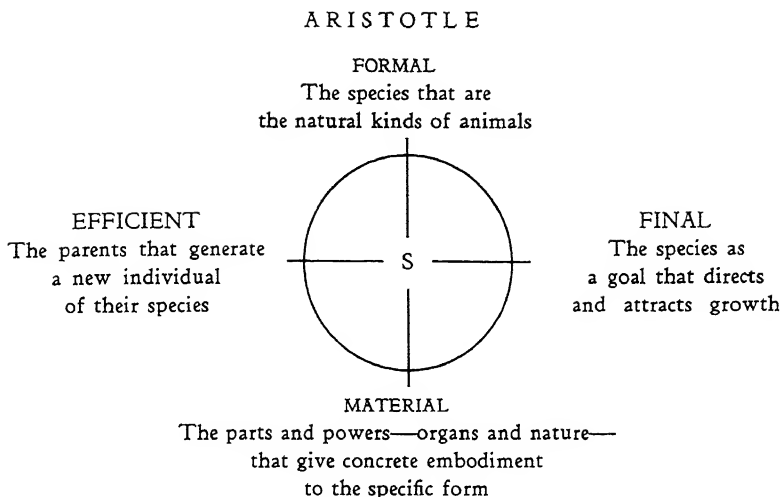 ARISTOTLE
FORMAL
The species that are
the natural kinds of animals
EFFICIENT
The parents that generate
a new individual
of their species
S
FINAL
The species as
a goal that directs
and attracts growth
MATERIAL
The parts and powers—organs and nature—
that give concrete embodiment
to the specific form